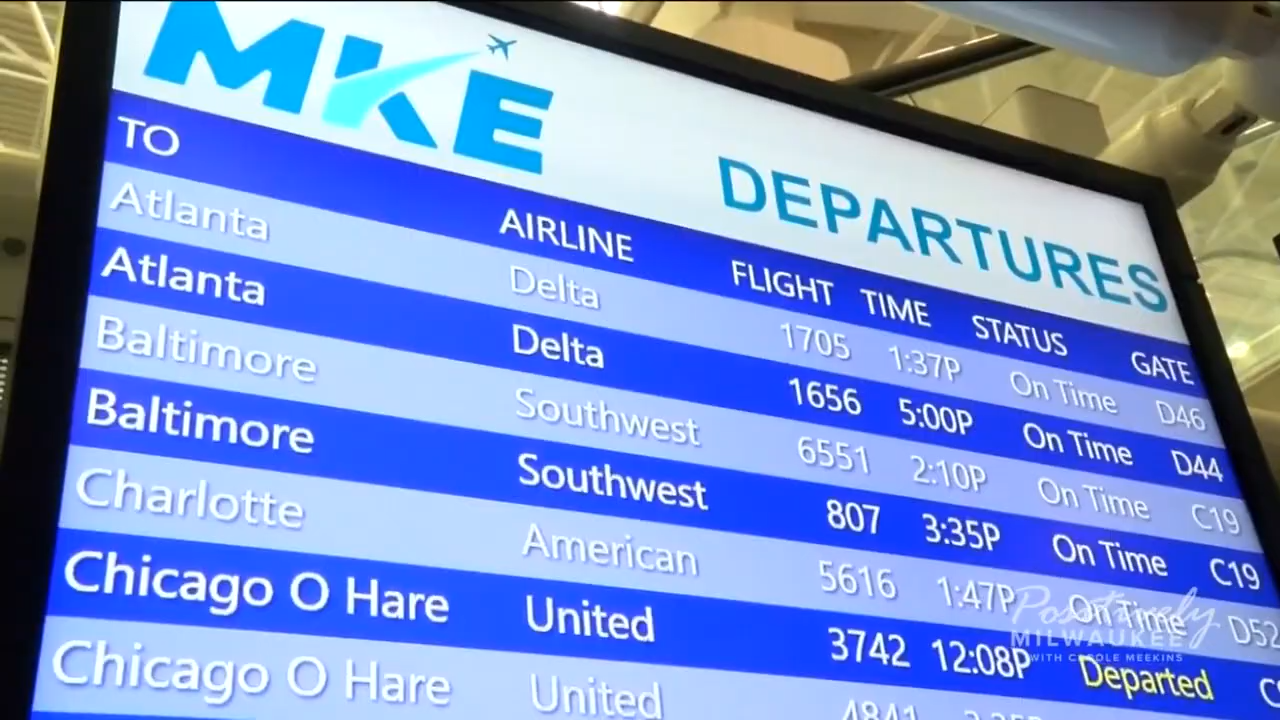 MKE
DEPARTURES
TO AIRLINE FLIGHT TIME STATUS GATE
Atlanta Delta 1705 1:37P On Time D46
Atlanta Delta 1656 5:00P On Time D44
Baltimore Southwest 6551 2:10P On Time C19
Baltimore Southwest 807 3:35P On Time C19
Charlotte American 5616 1:47P On Time D52
Chicago O Hare United 3742 12:08P Departed
Chicago O Hare United 4841
Positively
MILWAUKEE
WITH CAROLE MEEKINS